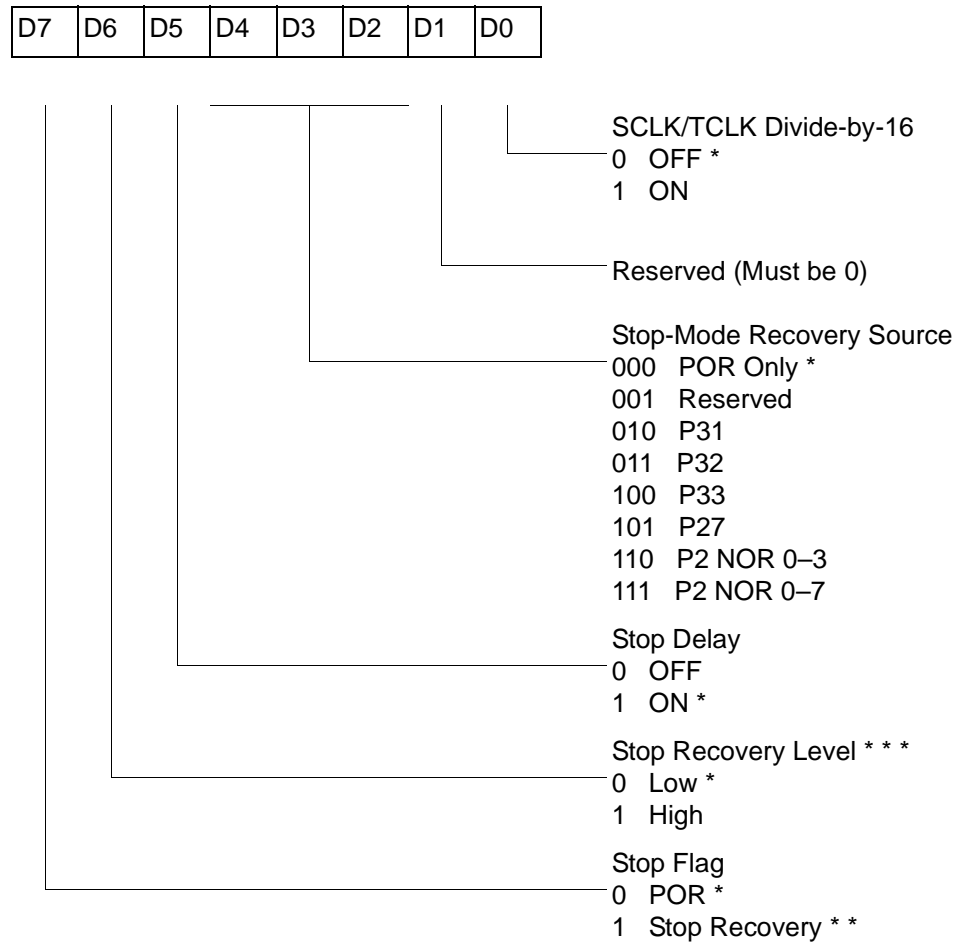 D7 D6 D5 D4 D3 D2 D1 D0
SCLK/TCLK Divide-by-16
0 OFF *
1 ON
Reserved (Must be 0)
Stop-Mode Recovery Source
000 POR Only *
001 Reserved
010 P31
011 P32
100 P33
101 P27
110 P2 NOR 0–3
111 P2 NOR 0–7
Stop Delay
0 OFF
1 ON *
Stop Recovery Level * * *
0 Low *
1 High
Stop Flag
0 POR *
1 Stop Recovery * *